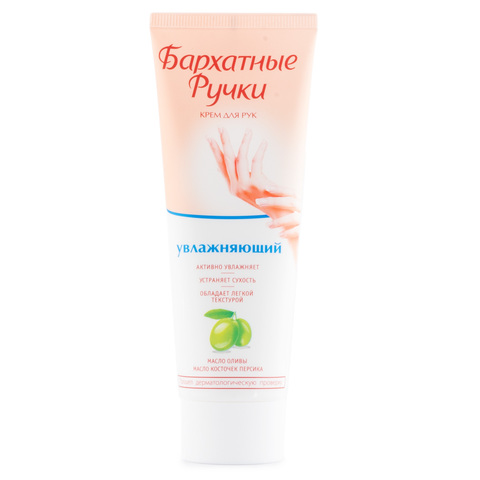 Бархатные
Ручки
КРЕМ ДЛЯ РУК
увлажняющий
АКТИВНО УВЛАЖНЯЕТ
УСТРАНЯЕТ СУХОСТЬ
ОБЛАДАЕТ ЛЕГКОЙ
ТЕКСТУРОЙ
МАСЛО ОЛИВЫ
МАСЛО КОСТОЧЕК ПЕРСИКА
дерматологическую